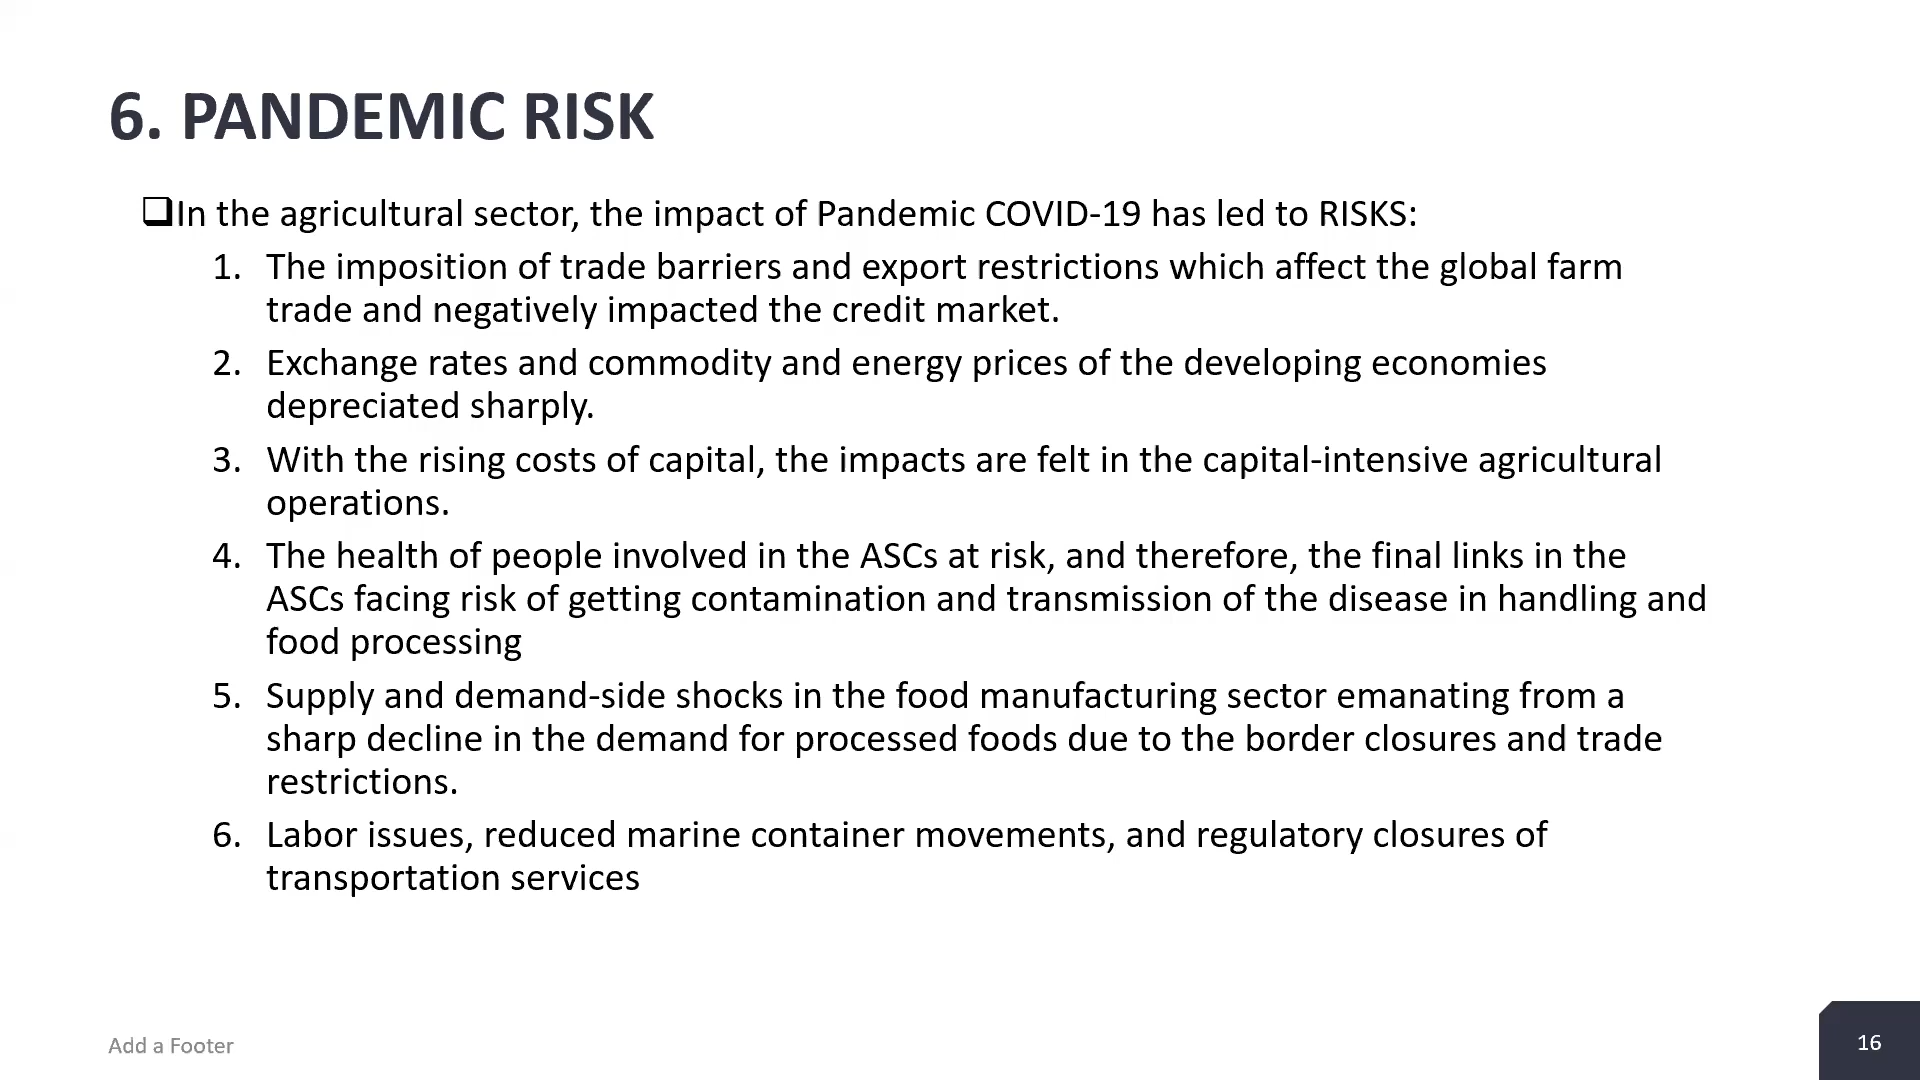 6. PANDEMIC RISK
❑In the agricultural sector, the impact of Pandemic COVID-19 has led to RISKS:
1. The imposition of trade barriers and export restrictions which affect the global farm
trade and negatively impacted the credit market.
2. Exchange rates and commodity and energy prices of the developing economies
depreciated sharply.
3. With the rising costs of capital, the impacts are felt in the capital-intensive agricultural
operations.
4. The health of people involved in the ASCs at risk, and therefore, the final links in the
ASCs facing risk of getting contamination and transmission of the disease in handling and
food processing
5. Supply and demand-side shocks in the food manufacturing sector emanating from a
sharp decline in the demand for processed foods due to the border closures and trade
restrictions.
6. Labor issues, reduced marine container movements, and regulatory closures of
transportation services
Add a Footer
16